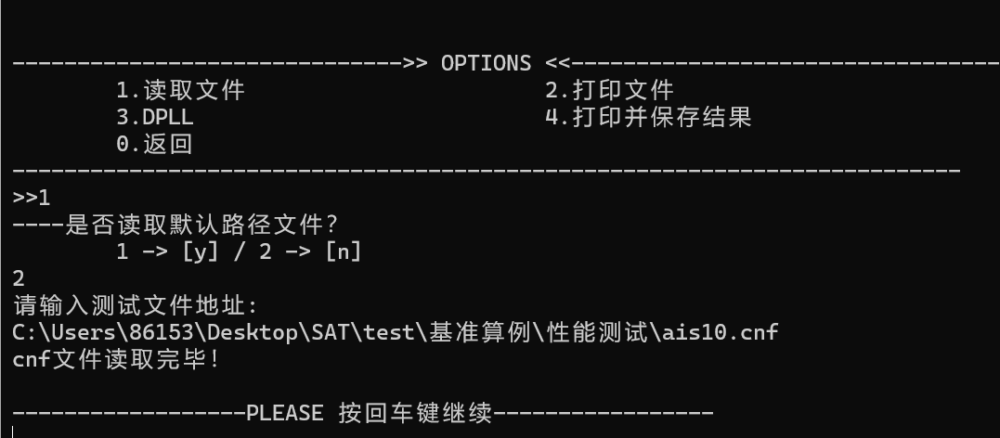 ------------------------------>> OPTIONS <<---------------------------------
1.读取文件 2.打印文件
3.DPLL 4.打印并保存结果
0.返回
-------------------------------------------------------------------------
>>1
----是否读取默认路径文件?
1 -> [y] / 2 -> [n]
2
请输入测试文件地址:
C:\Users\86153\Desktop\SAT\test\基准算例\性能测试\ais10.cnf
cnf文件读取完毕!
------------------PLEASE 按回车键继续-----------------